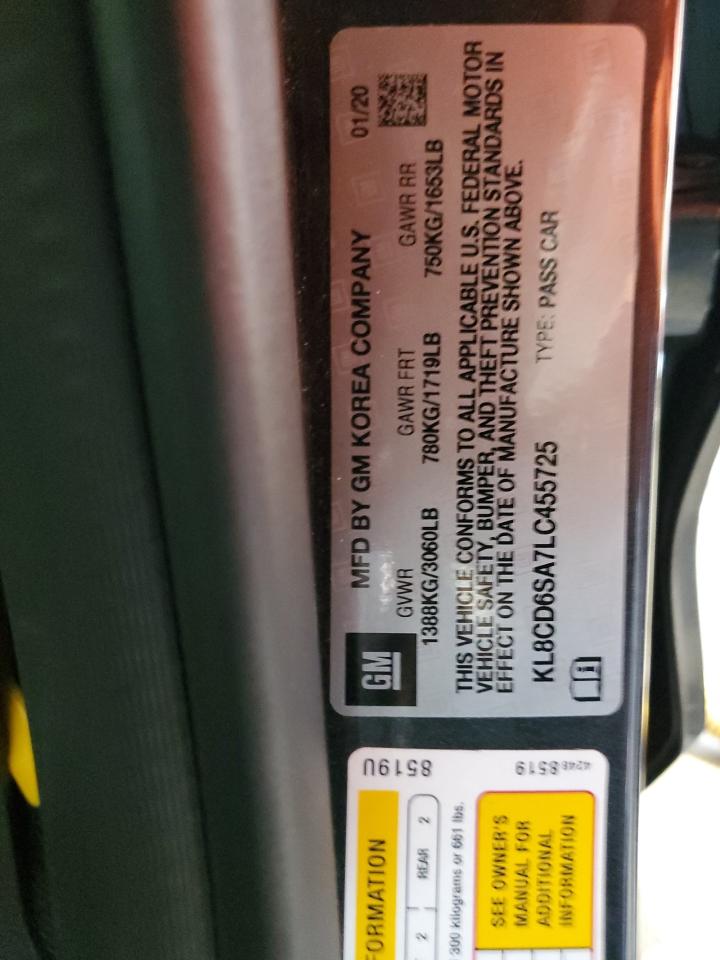 GM
MFD BY GM KOREA COMPANY 01/20
GVWR GAWR FRT GAWR RR
1388KG/3060LB 780KG/1719LB 750KG/1653LB
THIS VEHICLE CONFORMS TO ALL APPLICABLE U.S. FEDERAL MOTOR
VEHICLE SAFETY, BUMPER, AND THEFT PREVENTION STANDARDS IN
EFFECT ON THE DATE OF MANUFACTURE SHOWN ABOVE.
KL8CD6SA7LC455725 TYPE: PASS CAR
8519U
42468519
FORMATION
2 REAR 2
300 kilograms or 661 lbs.
SEE OWNER'S
MANUAL FOR
ADDITIONAL
INFORMATION